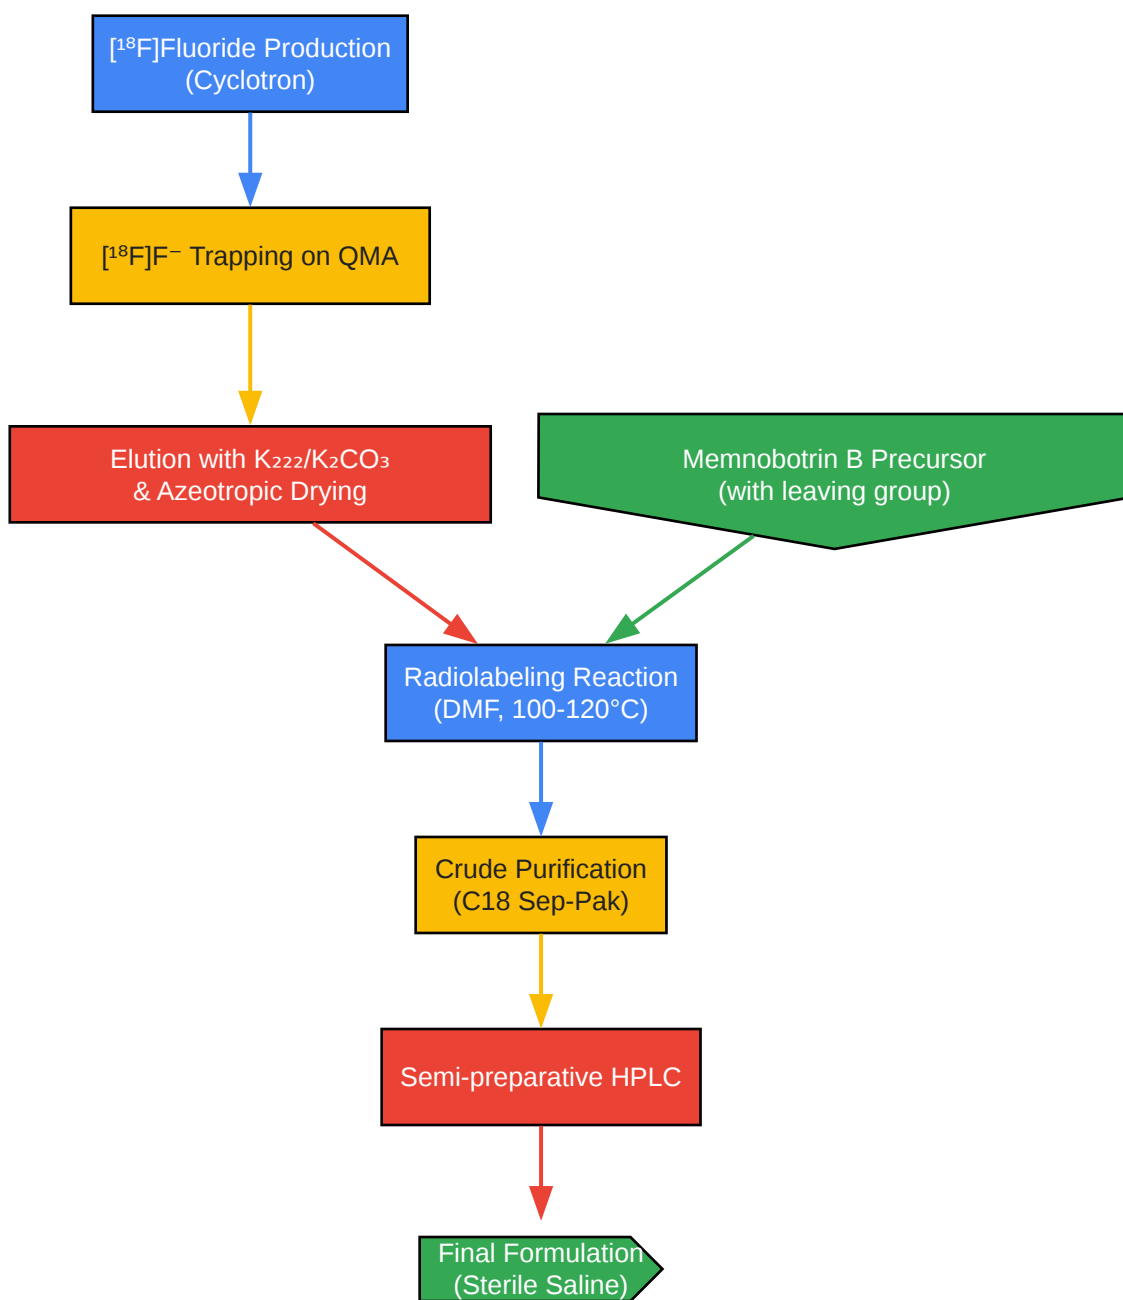 [¹⁸F]Fluoride Production
(Cyclotron)
[¹⁸F]F⁻ Trapping on QMA
Elution with K₂₂₂/K₂CO₃
& Azeotropic Drying
Memnobotrin B Precursor
(with leaving group)
Radiolabeling Reaction
(DMF, 100-120°C)
Crude Purification
(C18 Sep-Pak)
Semi-preparative HPLC
Final Formulation
(Sterile Saline)